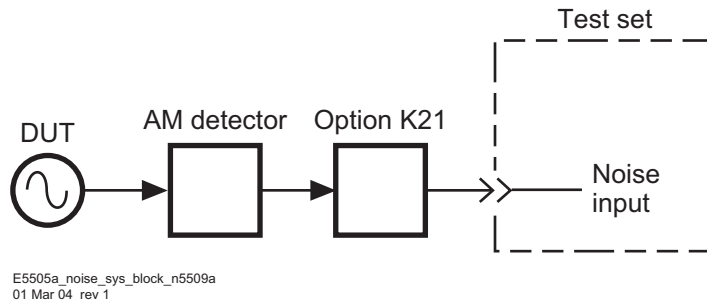 Test set
DUT
AM detector
Option K21
Noise
input
E5505a_noise_sys_block_n5509a
01 Mar 04 rev 1